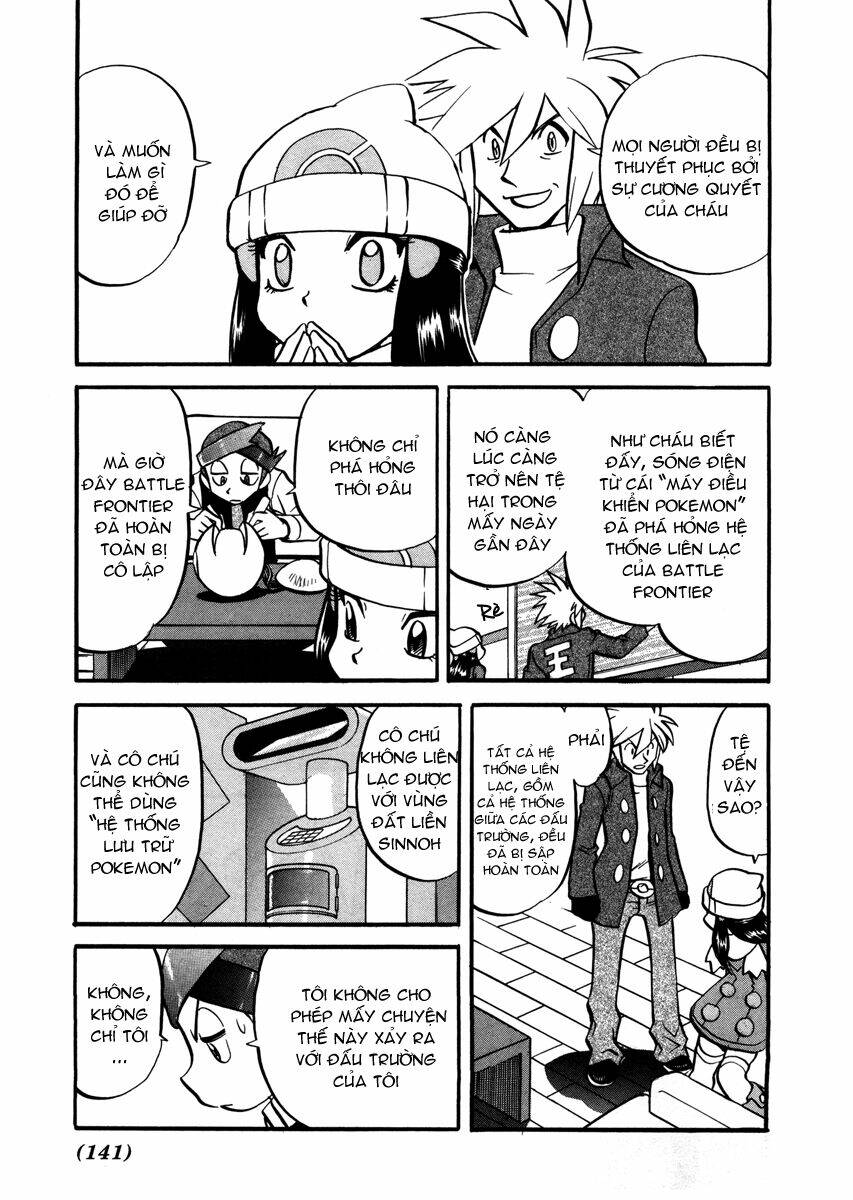 MỌI NGƯỜI ĐỀU BỊ
THUYẾT PHỤC BỞI
SỰ CƯƠNG QUYẾT
CỦA CHÁU
VÀ MUỐN
LÀM GÌ
ĐÓ ĐỂ
GIÚP ĐỠ
NHƯ CHÁU BIẾT
ĐẤY, SÓNG ĐIỆN
TỪ CÁI "MÁY ĐIỀU
KHIỂN POKEMON"
ĐÃ PHÁ HỎNG HỆ
THỐNG LIÊN LẠC
CỦA BATTLE
FRONTIER
NÓ CÀNG
LÚC CÀNG
TRỞ NÊN TỆ
HẠI TRONG
MẤY NGÀY
GẦN ĐÂY
Rè
王
KHÔNG CHỈ
PHÁ HỎNG
THÔI ĐÂU
MÀ GIỜ
ĐÂY BATTLE
FRONTIER
ĐÃ HOÀN
TOÀN BỊ
CÔ LẬP
TỆ
ĐẾN
VẬY
SAO?
PHẢI
TẤT CẢ HỆ
THỐNG LIÊN
LẠC, GỒM
CẢ HỆ THỐNG
GIỮA CÁC ĐẤU
TRƯỜNG, ĐỀU
ĐÃ BỊ SẬP
HOÀN TOÀN
CÔ CHÚ
KHÔNG LIÊN
LẠC ĐƯỢC
VỚI VÙNG
ĐẤT LIỀN
SINNOH
VÀ CÔ CHÚ
CŨNG KHÔNG
THỂ DÙNG
"HỆ THỐNG
LƯU TRỮ
POKEMON"
TÔI KHÔNG CHO
PHÉP MẤY CHUYỆN
THẾ NÀY XẢY RA
VỚI ĐẤU TRƯỜNG
CỦA TÔI
KHÔNG,
KHÔNG
CHỈ TÔI
...
(141)